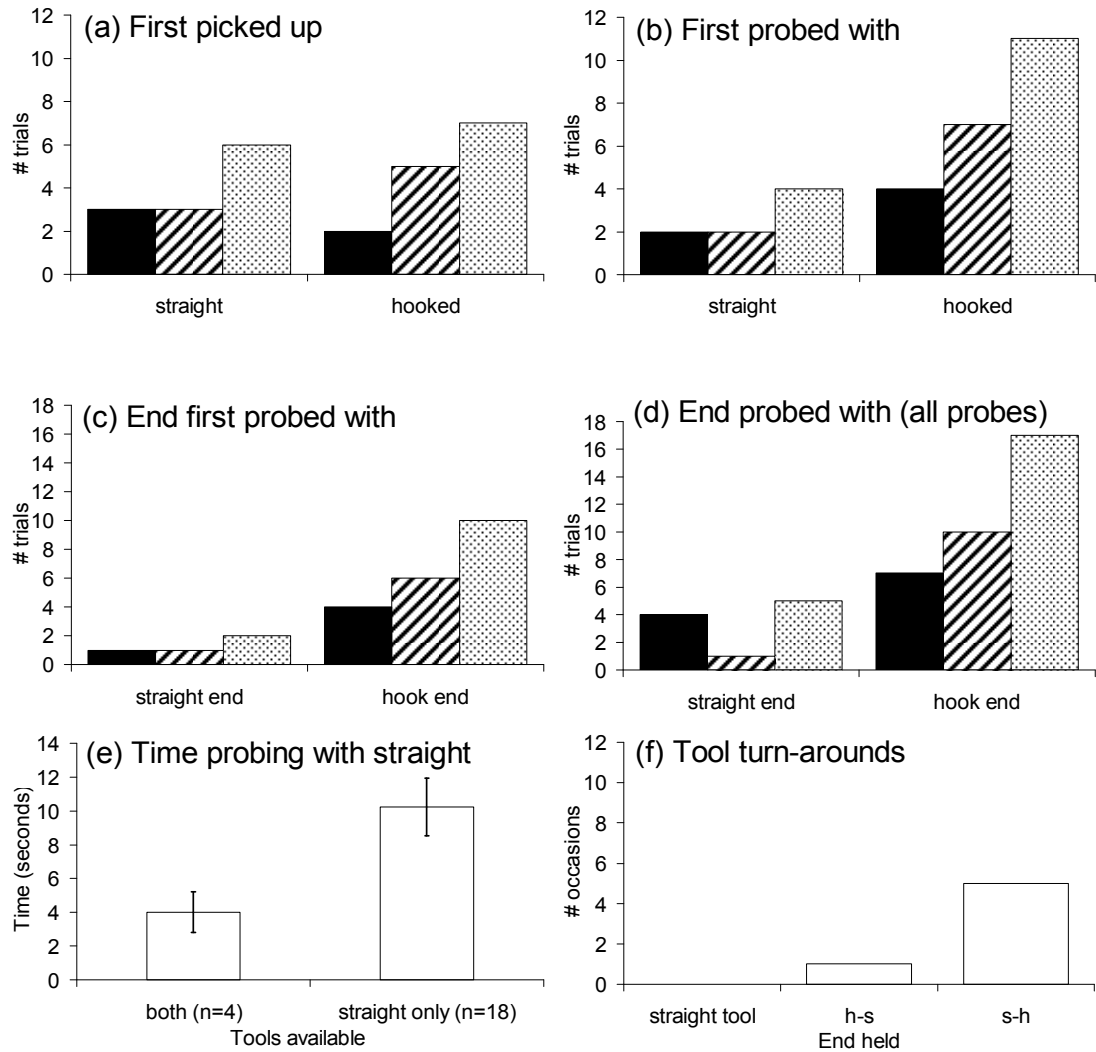 (a) First picked up
12
10
8
6
4
2
0
# trials
straight hooked
(b) First probed with
12
10
8
6
4
2
0
# trials
straight hooked
(c) End first probed with
18
16
14
12
10
8
6
4
2
0
# trials
straight end hook end
(d) End probed with (all probes)
18
16
14
12
10
8
6
4
2
0
# trials
straight end hook end
(e) Time probing with straight
14
12
10
8
6
4
2
0
Time (seconds)
both (n=4) straight only (n=18)
Tools available
(f) Tool turn-arounds
12
10
8
6
4
2
0
# occasions
straight tool h-s s-h
End held